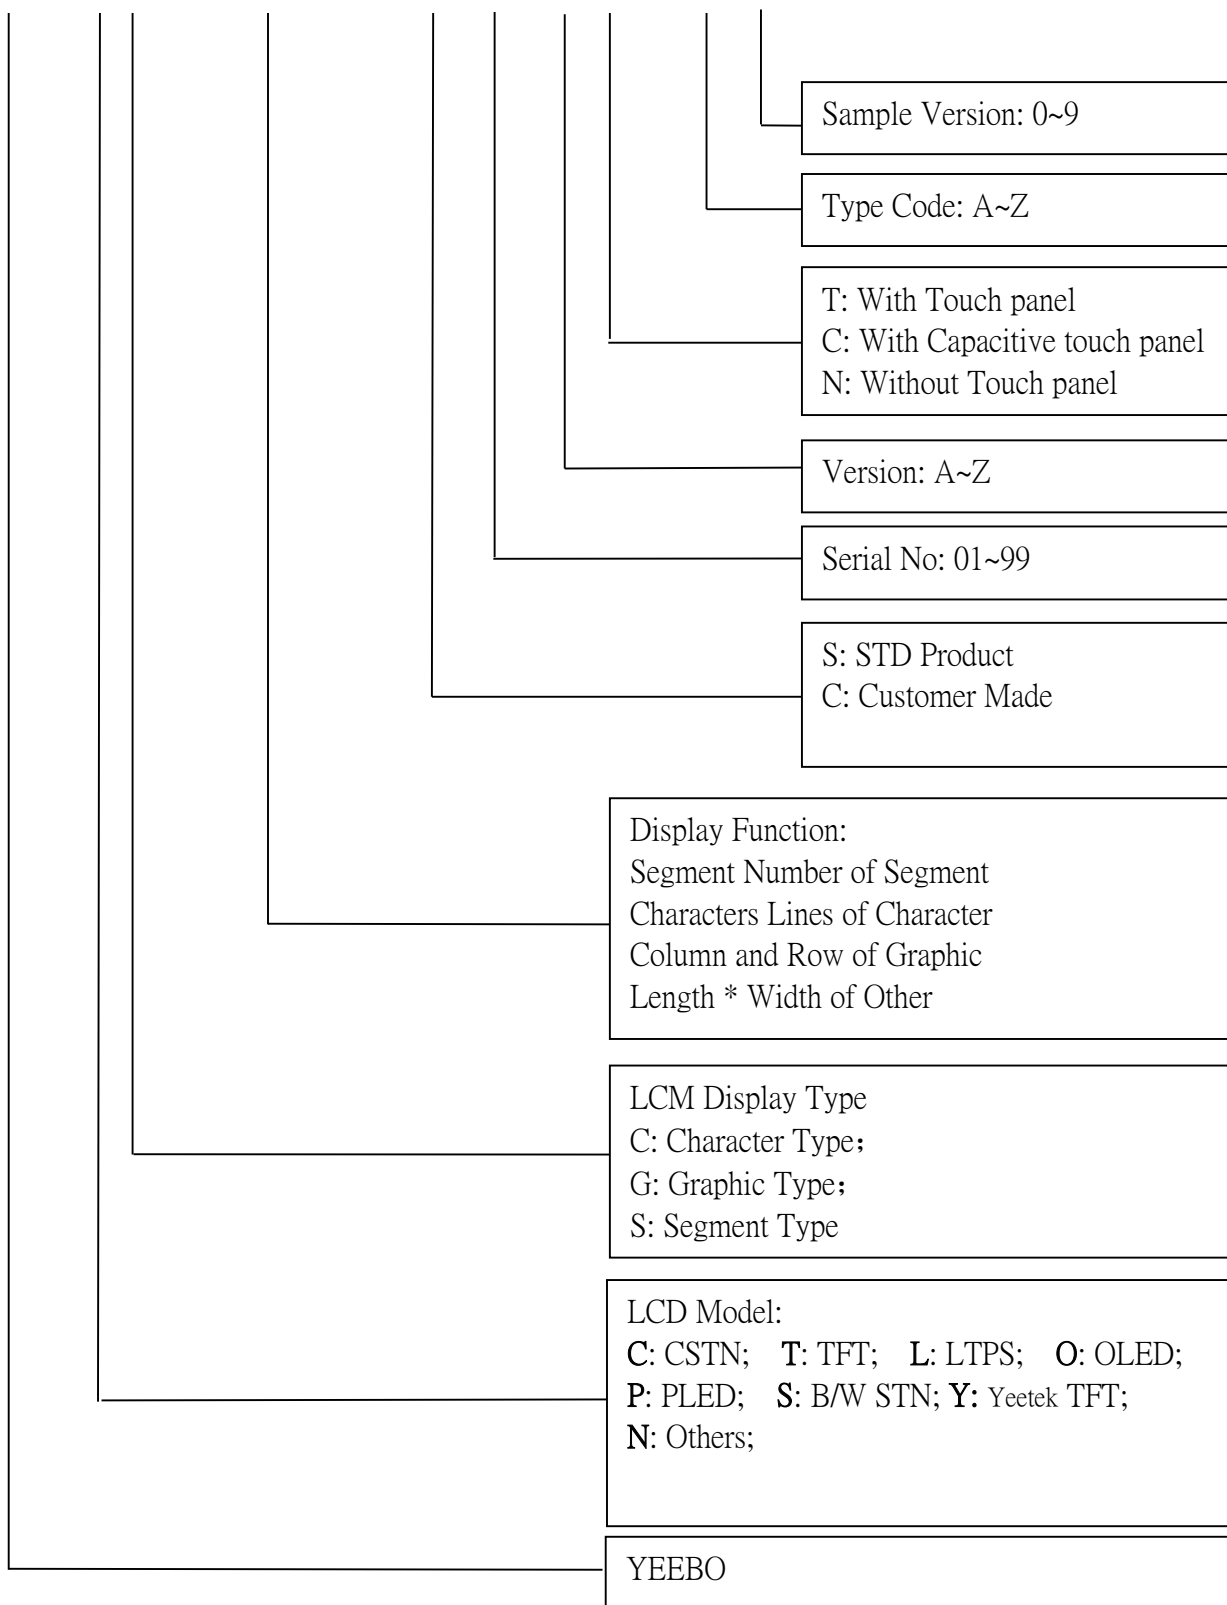 Sample Version: 0~9
Type Code: A~Z
T: With Touch panel
C: With Capacitive touch panel
N: Without Touch panel
Version: A~Z
Serial No: 01~99
S: STD Product
C: Customer Made
Display Function:
Segment Number of Segment
Characters Lines of Character
Column and Row of Graphic
Length * Width of Other
LCM Display Type
C: Character Type；
G: Graphic Type；
S: Segment Type
LCD Model:
C: CSTN; T: TFT; L: LTPS; O: OLED;
P: PLED; S: B/W STN; Y: Yeetek TFT;
N: Others;
YEEBO